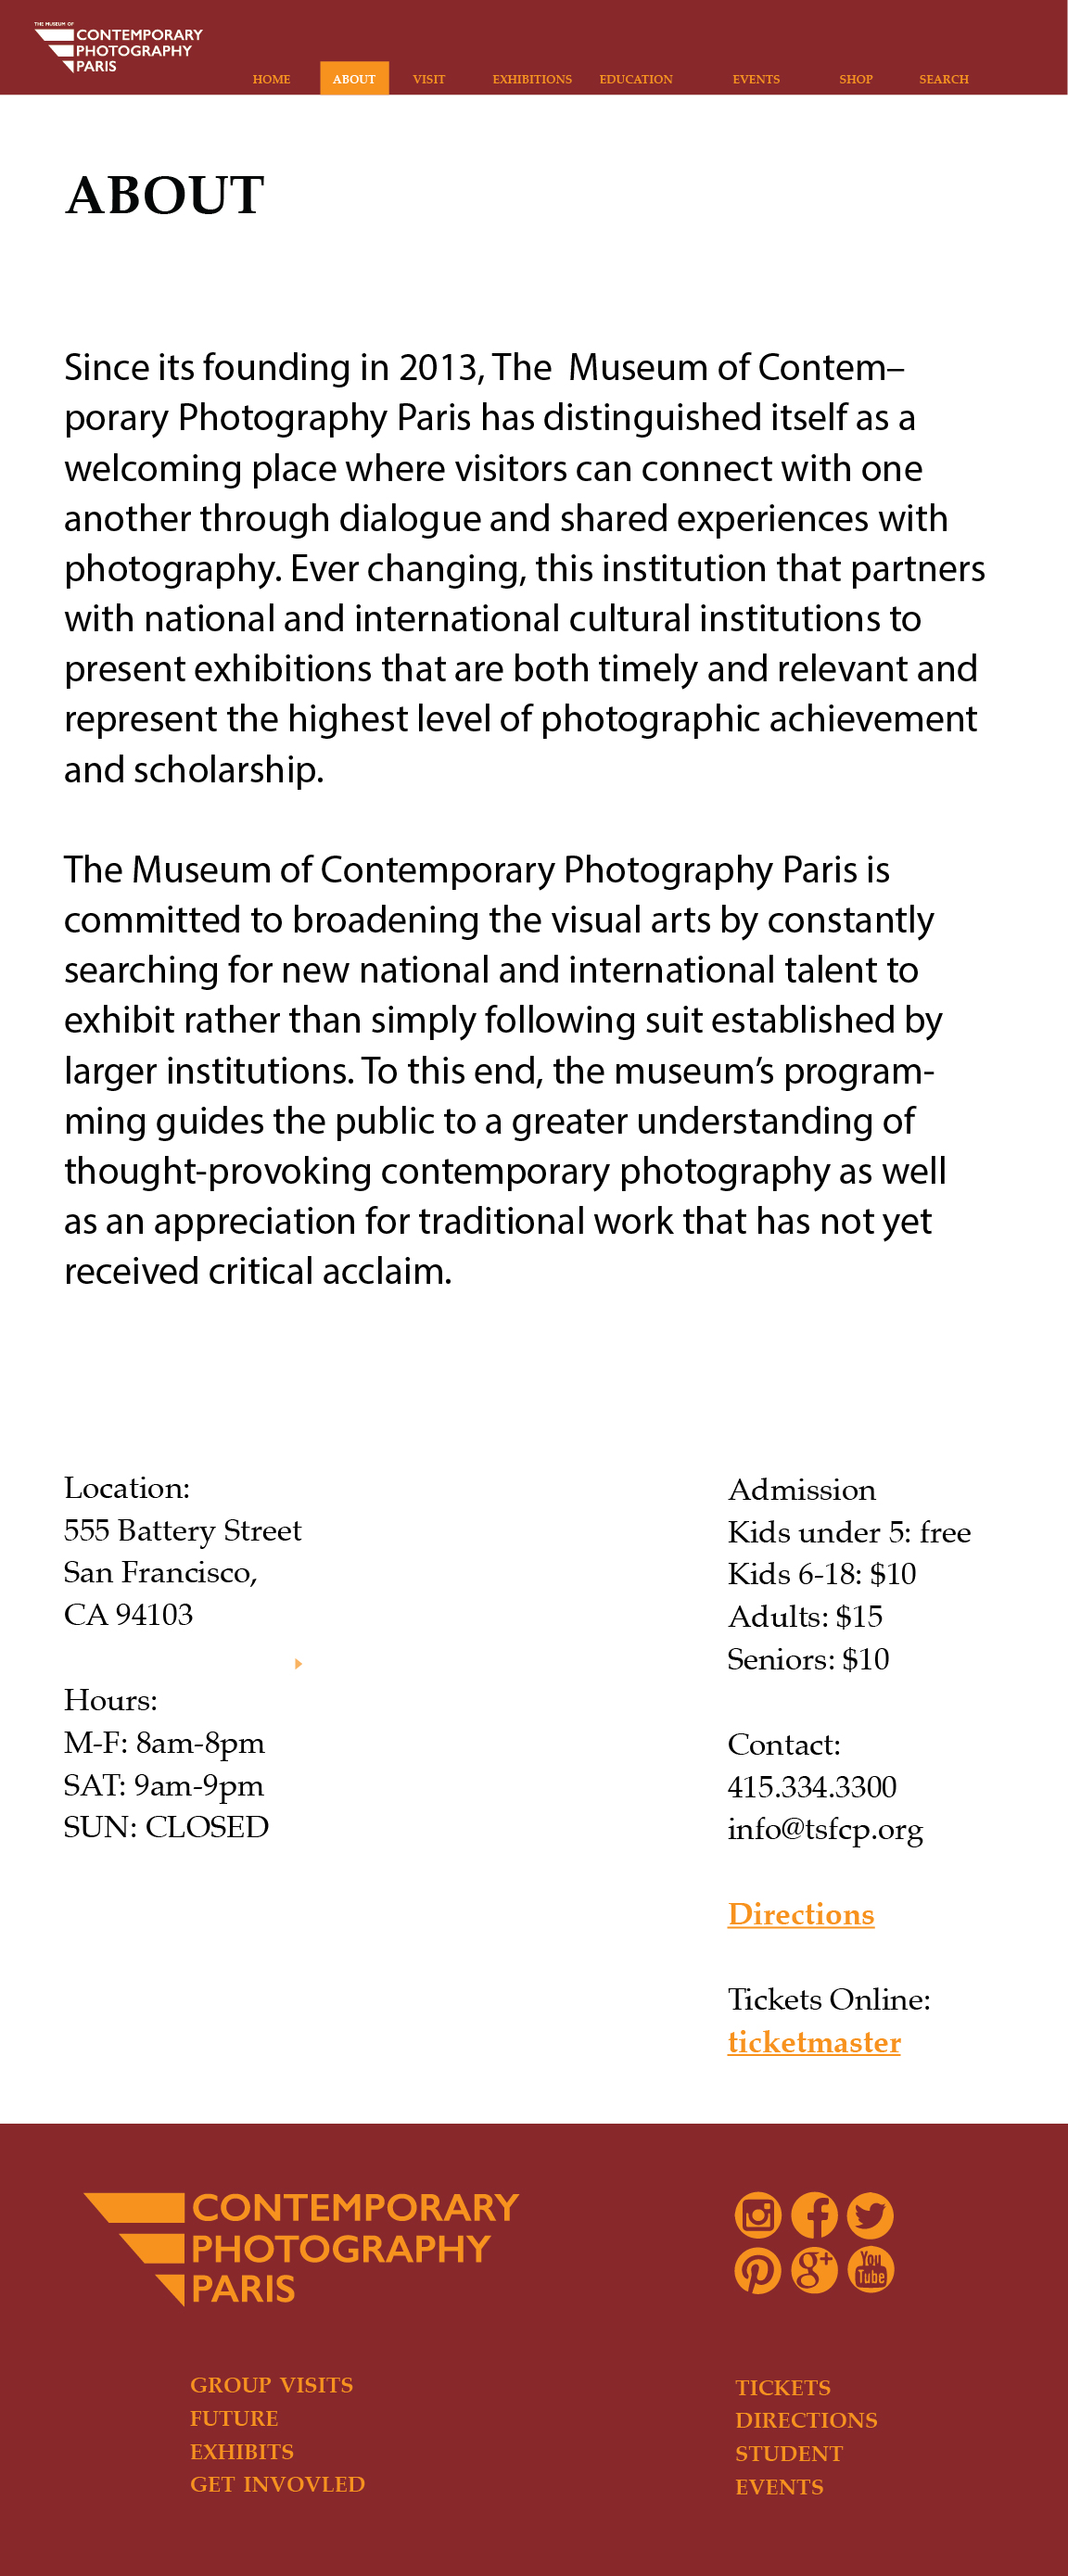 THE MUSEUM OF
CONTEMPORARY
PHOTOGRAPHY
PARIS
HOME ABOUT VISIT EXHIBITIONS EDUCATION EVENTS SHOP SEARCH
ABOUT
Since its founding in 2013, The  Museum of Contem–
porary Photography Paris has distinguished itself as a
welcoming place where visitors can connect with one
another through dialogue and shared experiences with
photography. Ever changing, this institution that partners
with national and international cultural institutions to
present exhibitions that are both timely and relevant and
represent the highest level of photographic achievement
and scholarship.
The Museum of Contemporary Photography Paris is
committed to broadening the visual arts by constantly
searching for new national and international talent to
exhibit rather than simply following suit established by
larger institutions. To this end, the museum’s program-
ming guides the public to a greater understanding of
thought-provoking contemporary photography as well
as an appreciation for traditional work that has not yet
received critical acclaim.
Location:
555 Battery Street
San Francisco,
CA 94103
Hours:
M-F: 8am-8pm
SAT: 9am-9pm
SUN: CLOSED
Admission
Kids under 5: free
Kids 6-18: $10
Adults: $15
Seniors: $10
Contact:
415.334.3300
info@tsfcp.org
Directions
Tickets Online:
ticketmaster
CONTEMPORARY
PHOTOGRAPHY
PARIS
g+
You
Tube
GROUP VISITS
FUTURE
EXHIBITS
GET INVOVLED
TICKETS
DIRECTIONS
STUDENT
EVENTS